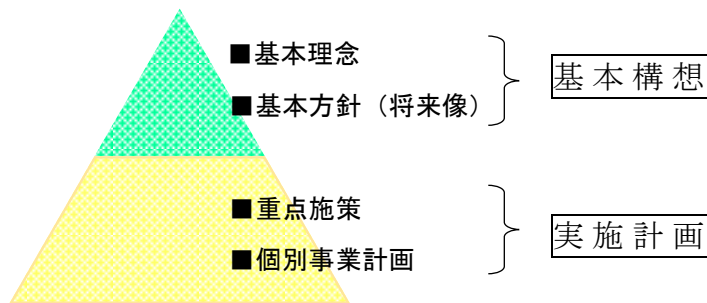 ■基本理念
■基本方針（将来像）
基本構想
■重点施策
■個別事業計画
実施計画